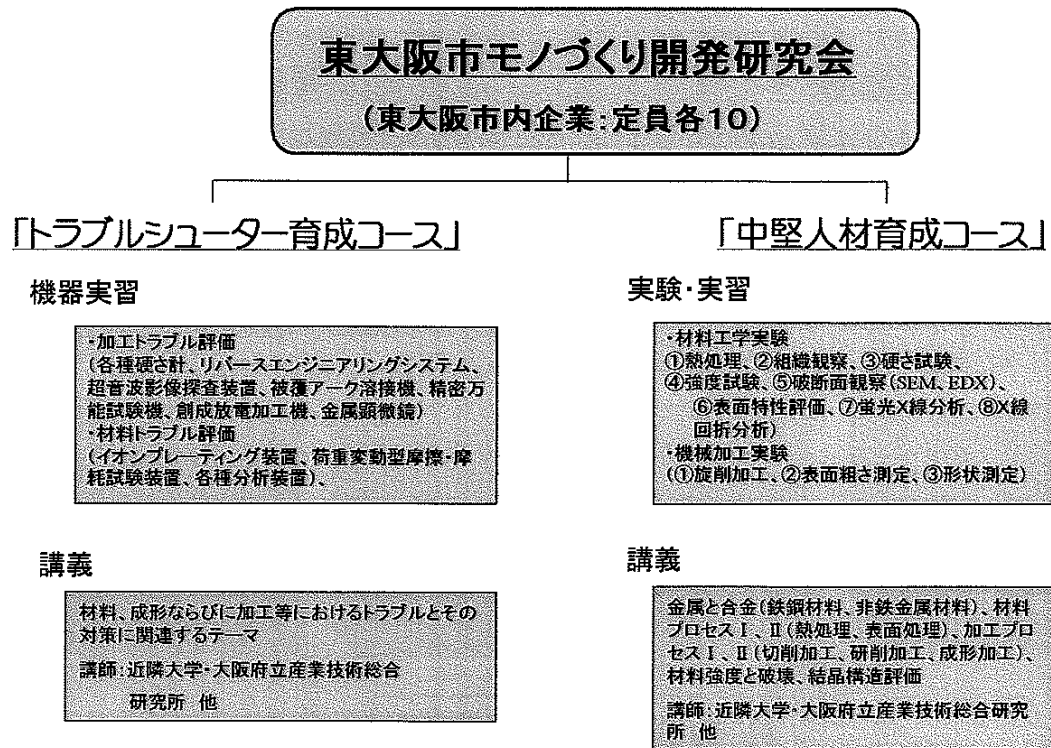 東大阪市モノづくり開発研究会
(東大阪市内企業:定員各10)
「トラブルシューター育成コース」
機器実習
・加工トラブル評価
(各種硬さ計、リバースエンジニアリングシステム、
超音波影像探査装置、被覆アーク溶接機、精密万
能試験機、創成放電加工機、金属顕微鏡)
・材料トラブル評価
(イオンプレーティング装置、荷重変動型摩擦・摩
耗試験装置、各種分析装置)、
講義
材料、成形ならびに加工等におけるトラブルとその
対策に関連するテーマ
講師:近隣大学・大阪府立産業技術総合
研究所 他
「中堅人材育成コース」
実験・実習
・材料工学実験
①熱処理、②組織観察、③硬さ試験、
④強度試験、⑤破断面観察(SEM、EDX)、
⑥表面特性評価、⑦蛍光X線分析、⑧X線
回折分析)
・機械加工実験
(①旋削加工、②表面粗さ測定、③形状測定)
講義
金属と合金(鉄鋼材料、非鉄金属材料)、材料
プロセスⅠ、Ⅱ(熱処理、表面処理)、加工プロ
セスⅠ、Ⅱ(切削加工、研削加工、成形加工)、
材料強度と破壊、結晶構造評価
講師:近隣大学・大阪府立産業技術総合研究
所 他